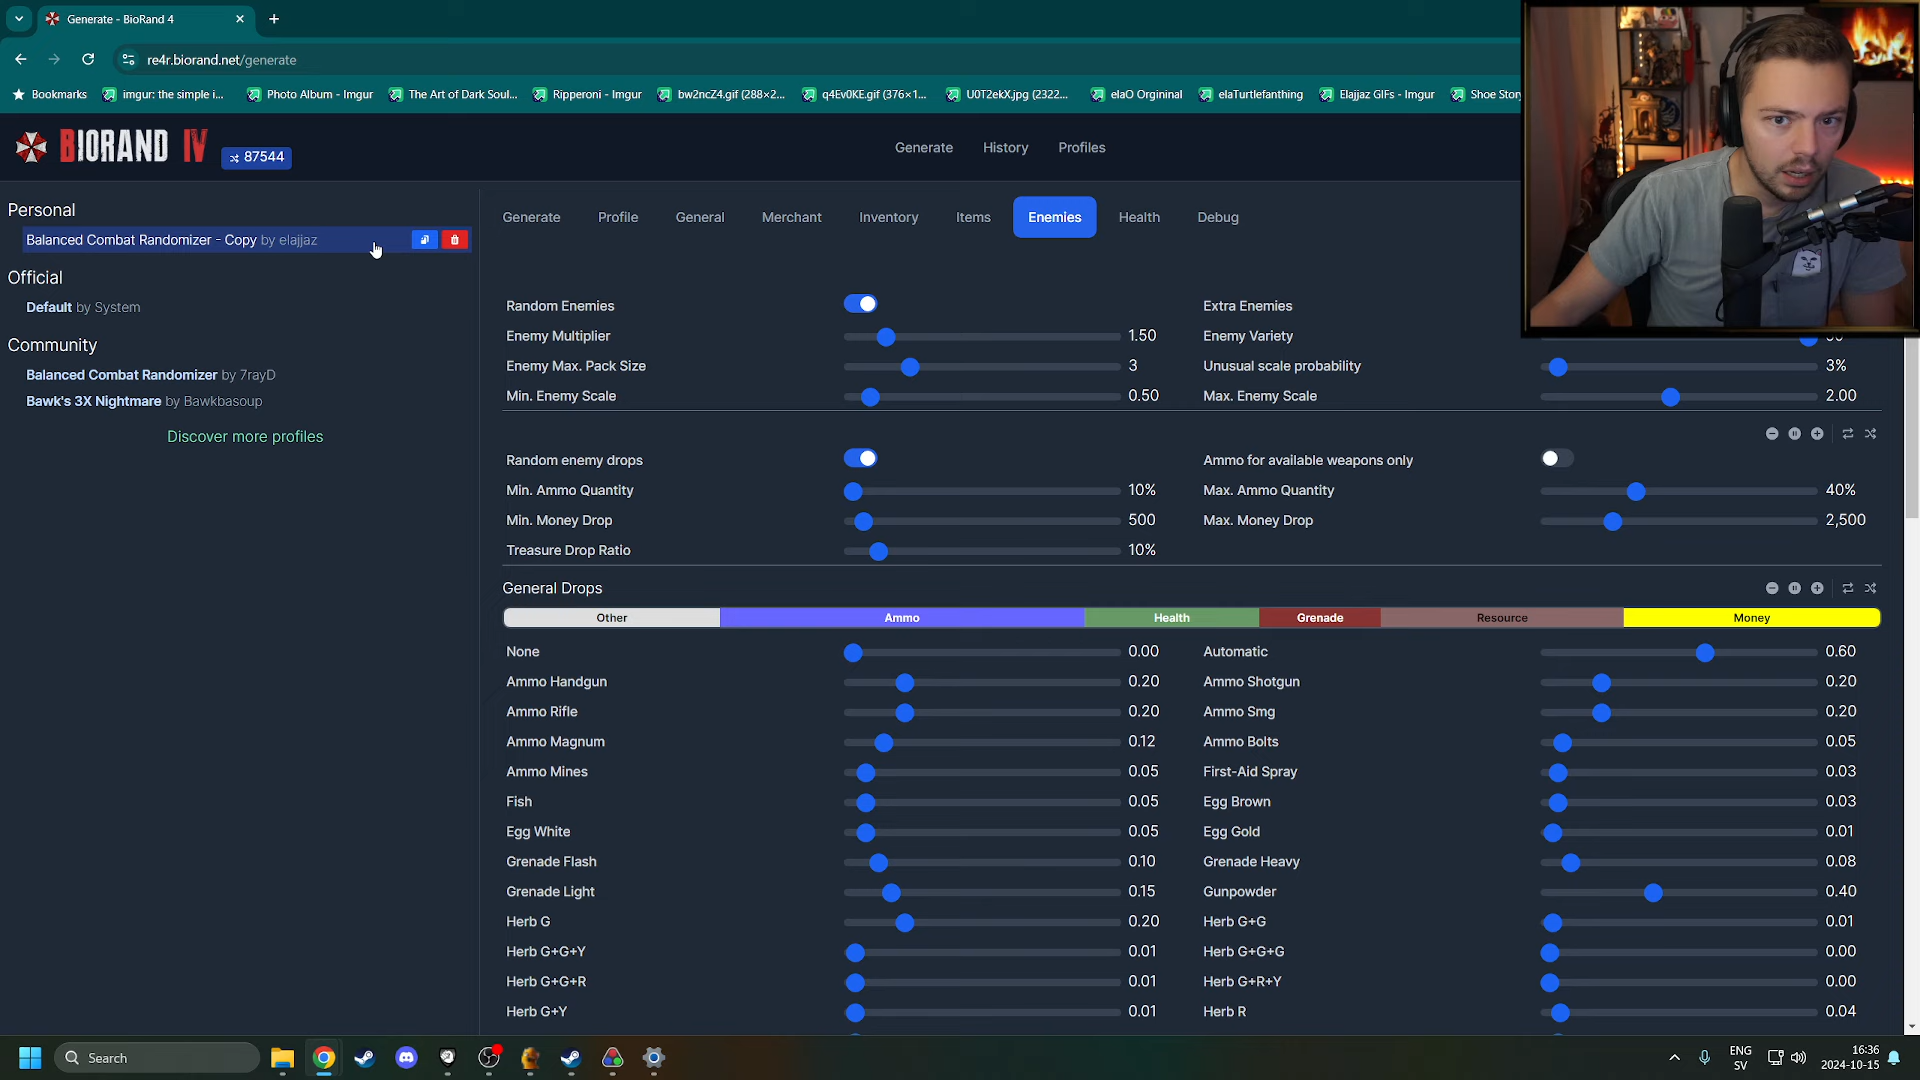 Generate - BioRand 4
re4r.biorand.net/generate
Bookmarks
imgur: the simple i...
Photo Album - Imgur
The Art of Dark Soul...
Ripperoni - Imgur
bw2ncZ4.gif (288×2...
q4Ev0KE.gif (376×1...
U0T2ekX.jpg (2322...
elaO Orgininal
elaTurtlefanthing
Elajjaz GIFs - Imgur
Shoe Story
BIORAND IV
87544
Generate
History
Profiles
Personal
Balanced Combat Randomizer - Copy by elajjaz
Official
Default by System
Community
Balanced Combat Randomizer by 7rayD
Bawk's 3X Nightmare by Bawkbasoup
Discover more profiles
Generate
Profile
General
Merchant
Inventory
Items
Enemies
Health
Debug
Random Enemies
Extra Enemies
Enemy Multiplier 1.50
Enemy Variety
Enemy Max. Pack Size 3
Unusual scale probability 3%
Min. Enemy Scale 0.50
Max. Enemy Scale 2.00
Random enemy drops
Ammo for available weapons only
Min. Ammo Quantity 10%
Max. Ammo Quantity 40%
Min. Money Drop 500
Max. Money Drop 2,500
Treasure Drop Ratio 10%
General Drops
Other
Ammo
Health
Grenade
Resource
Money
None 0.00
Automatic 0.60
Ammo Handgun 0.20
Ammo Shotgun 0.20
Ammo Rifle 0.20
Ammo Smg 0.20
Ammo Magnum 0.12
Ammo Bolts 0.05
Ammo Mines 0.05
First-Aid Spray 0.03
Fish 0.05
Egg Brown 0.03
Egg White 0.05
Egg Gold 0.01
Grenade Flash 0.10
Grenade Heavy 0.08
Grenade Light 0.15
Gunpowder 0.40
Herb G 0.20
Herb G+G 0.01
Herb G+G+Y 0.01
Herb G+G+G 0.00
Herb G+G+R 0.01
Herb G+R+Y 0.00
Herb G+Y 0.01
Herb R 0.04
Search
ENG
SV
16:36
2024-10-15